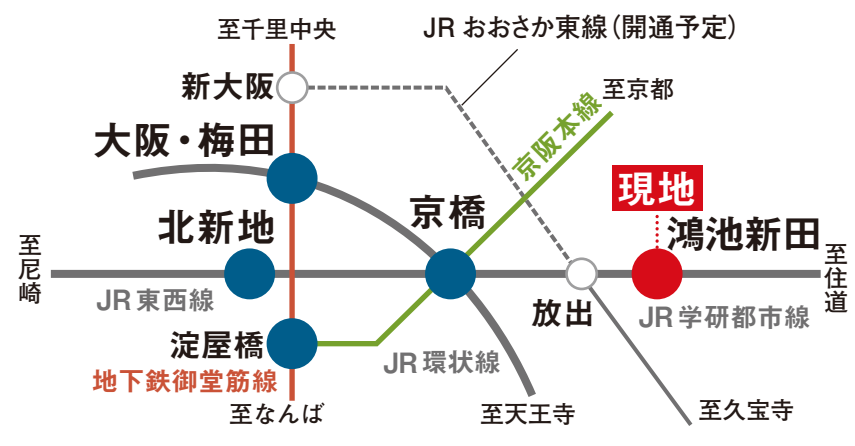 至千里中央
JR おおさか東線（開通予定）
新大阪
至京都
大阪・梅田
京阪本線
現地
北新地
京橋
鴻池新田
至尼崎
至住道
JR 東西線
放出
JR 学研都市線
淀屋橋
JR 環状線
地下鉄御堂筋線
至なんば
至天王寺
至久宝寺